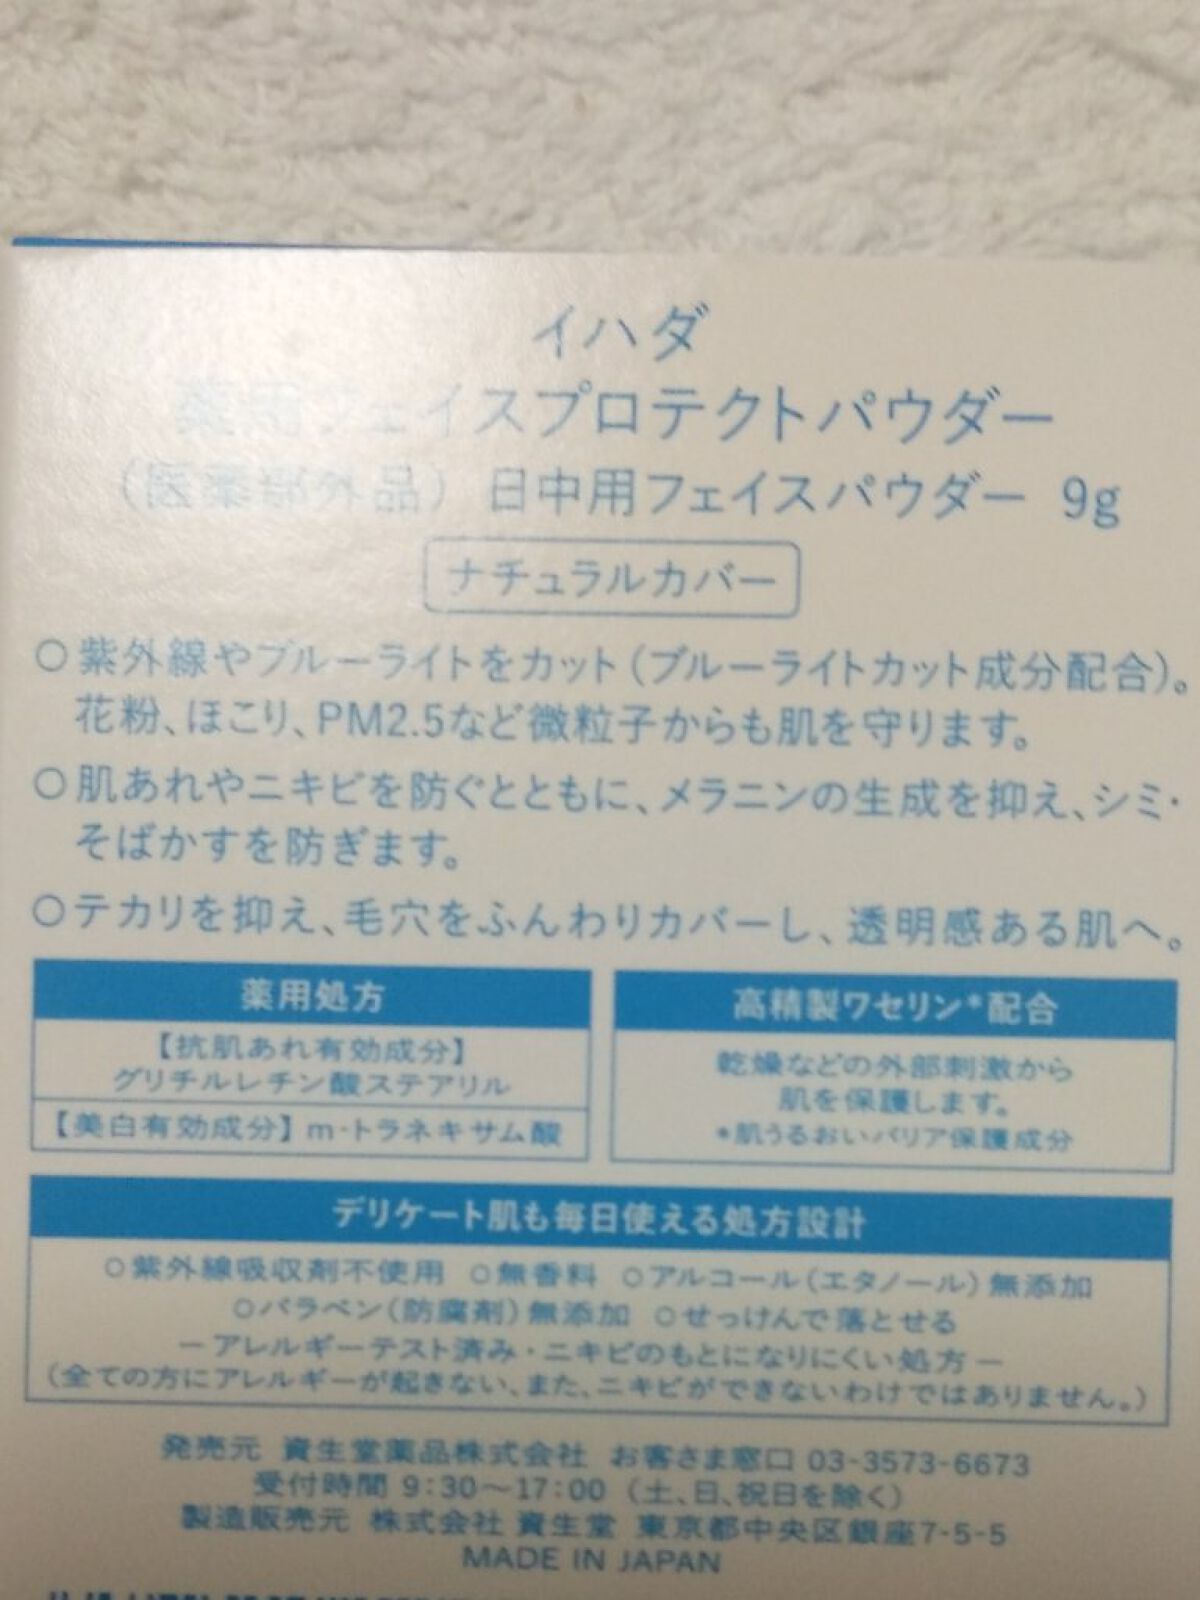 イハダ
薬用フェイスプロテクトパウダー
（医薬部外品） 日中用フェイスパウダー 9g
ナチュラルカバー
○紫外線やブルーライトをカット（ブルーライトカット成分配合）。
花粉、ほこり、PM2.5など微粒子からも肌を守ります。
○肌あれやニキビを防ぐとともに、メラニンの生成を抑え、シミ・
そばかすを防ぎます。
○テカリを抑え、毛穴をふんわりカバーし、透明感ある肌へ。
薬用処方
【抗肌あれ有効成分】
グリチルレチン酸ステアリル
【美白有効成分】m・トラネキサム酸
高精製ワセリン*配合
乾燥などの外部刺激から
肌を保護します。
*肌うるおいバリア保護成分
デリケート肌も毎日使える処方設計
○紫外線吸収剤不使用 ○無香料 ○アルコール（エタノール）無添加
○パラベン（防腐剤）無添加 ○せっけんで落とせる
－アレルギーテスト済み・ニキビのもとになりにくい処方－
（全ての方にアレルギーが起きない、また、ニキビができないわけではありません。）
発売元 資生堂薬品株式会社 お客さま窓口 03-3573-6673
受付時間 9:30～17:00（土、日、祝日を除く）
製造販売元 株式会社 資生堂 東京都中央区銀座7-5-5
MADE IN JAPAN